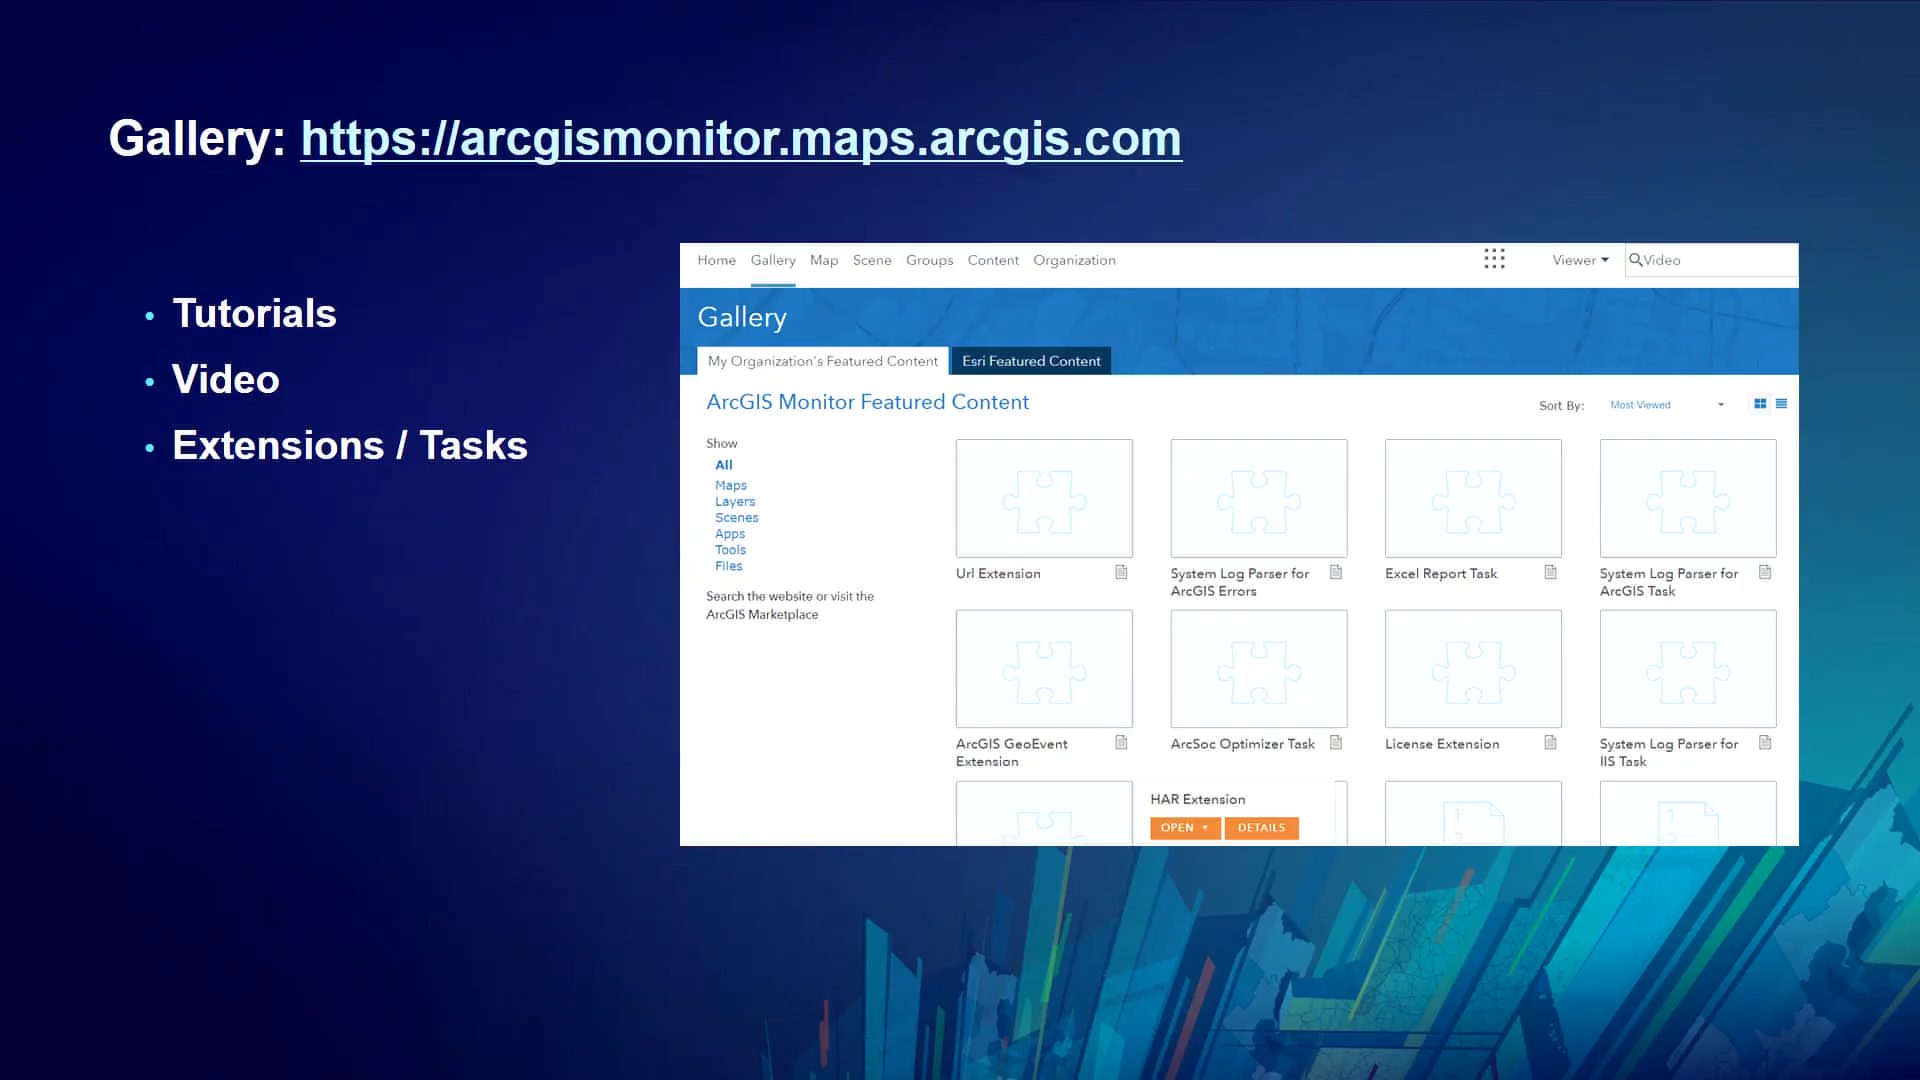 Gallery: https://arcgismonitor.maps.arcgis.com
• Tutorials
• Video
• Extensions / Tasks
Home Gallery Map Scene Groups Content Organization Viewer Video
Gallery
My Organization's Featured Content Esri Featured Content
ArcGIS Monitor Featured Content
Sort By: Most Viewed
Show
All
Maps
Layers
Scenes
Apps
Tools
Files
Search the website or visit the
ArcGIS Marketplace
Url Extension
System Log Parser for
ArcGIS Errors
Excel Report Task
System Log Parser for
ArcGIS Task
ArcGIS GeoEvent
Extension
ArcSoc Optimizer Task
License Extension
System Log Parser for
IIS Task
HAR Extension
OPEN DETAILS